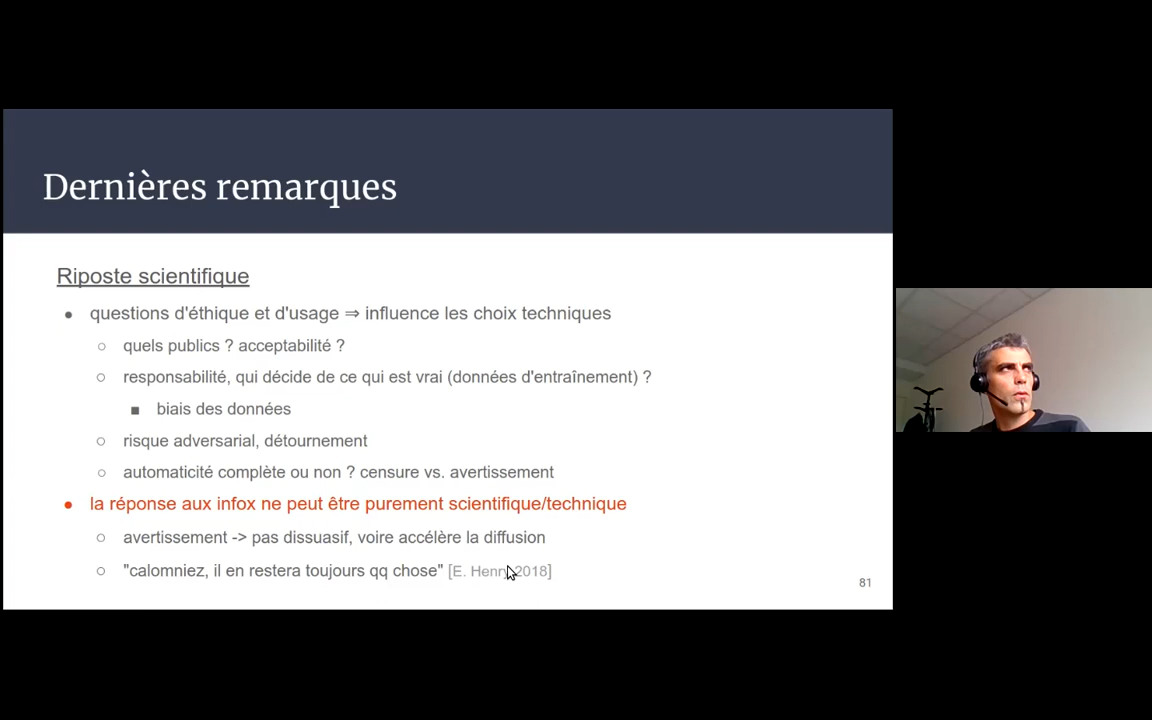 Dernières remarques
Riposte scientifique
● questions d'éthique et d'usage ⇒ influence les choix techniques
○ quels publics ? acceptabilité ?
○ responsabilité, qui décide de ce qui est vrai (données d'entraînement) ?
■ biais des données
○ risque adversarial, détournement
○ automaticité complète ou non ? censure vs. avertissement
● la réponse aux infox ne peut être purement scientifique/technique
○ avertissement -> pas dissuasif, voire accélère la diffusion
○ "calomniez, il en restera toujours qq chose" [E. Henry 2018]
81